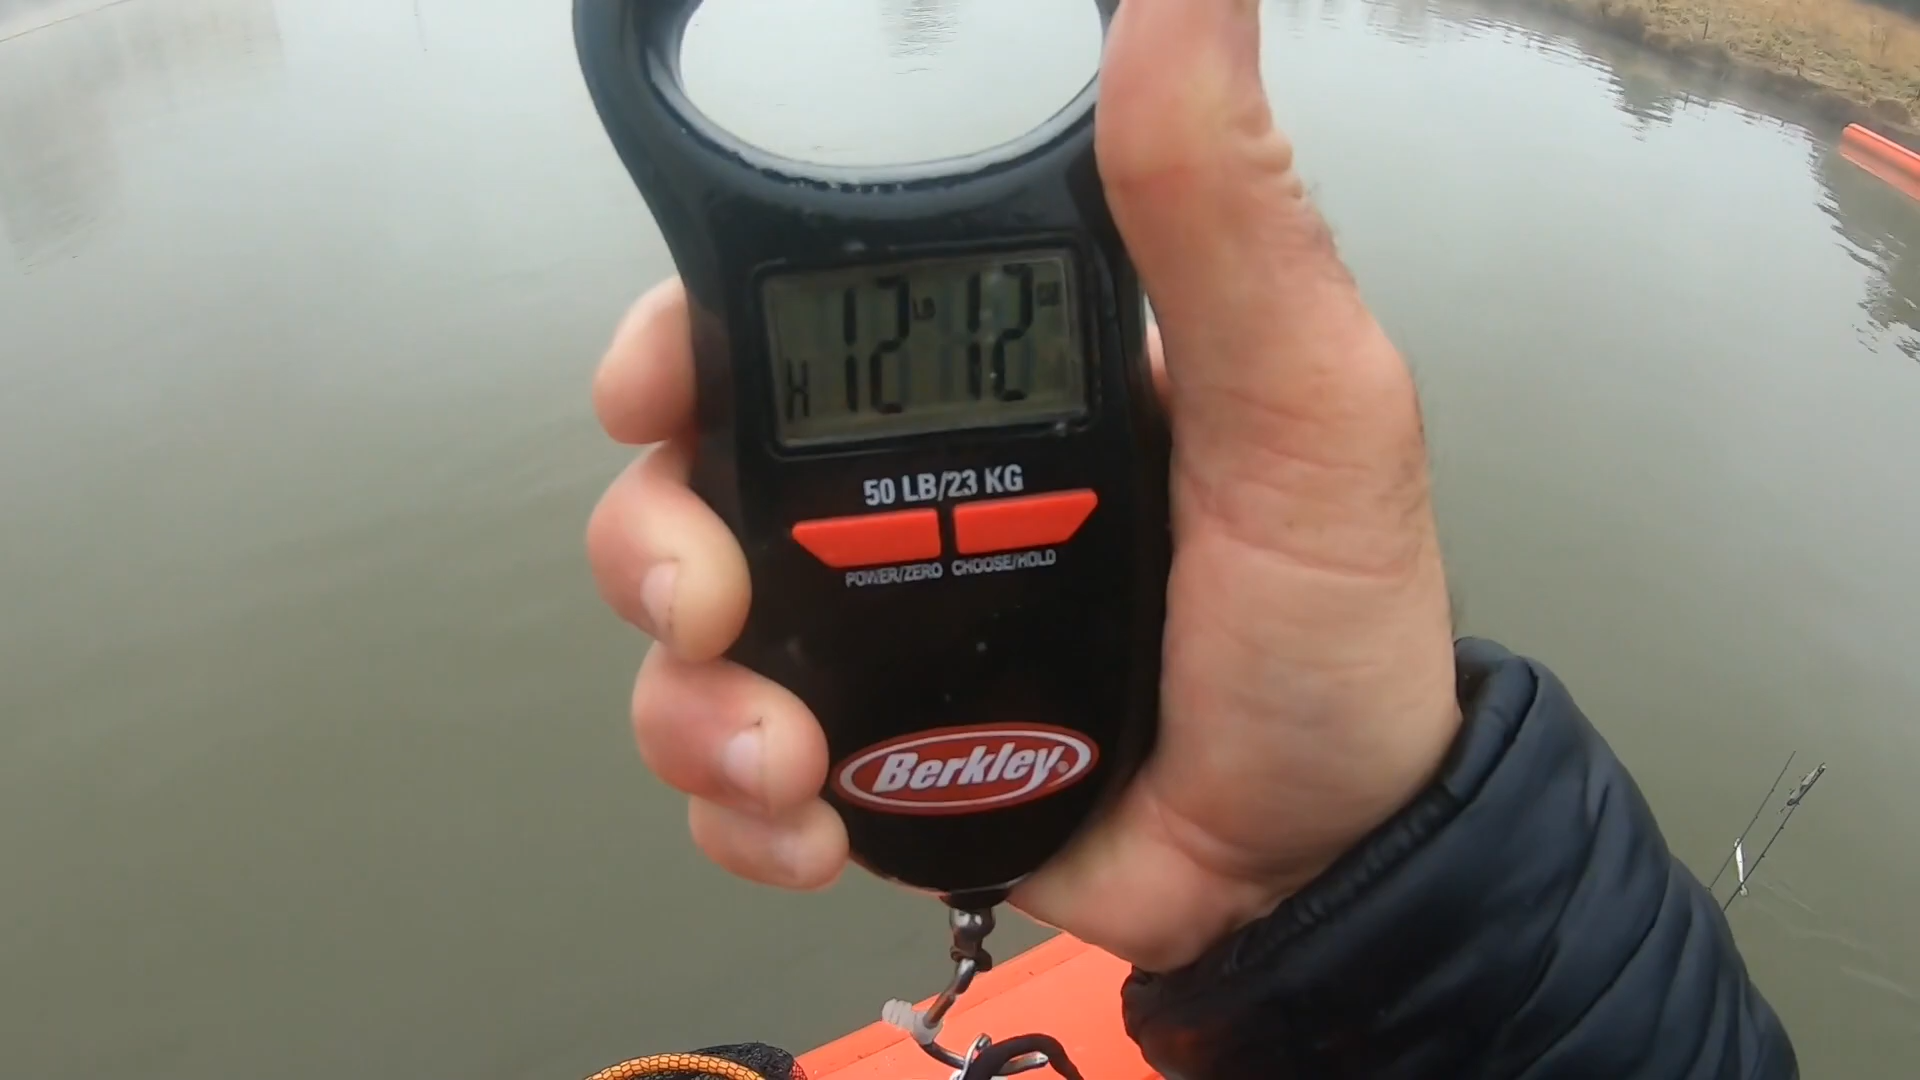 12 LB 12 OZ
H
50 LB/23 KG
POWER/ZERO CHOOSE/HOLD
Berkley®